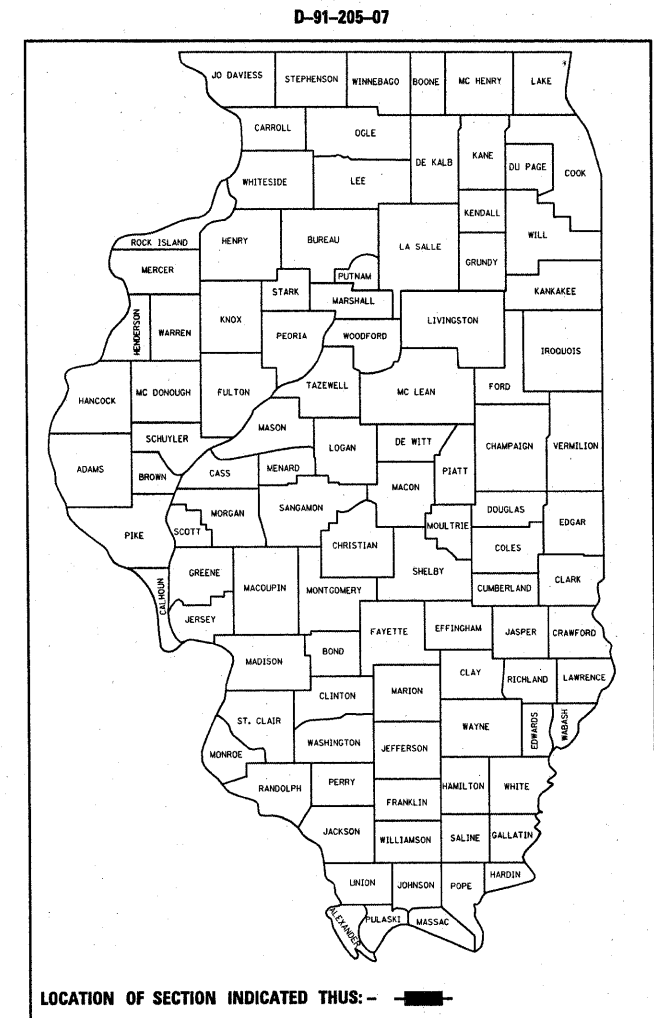 D-91-205-07
JO DAVIESS
STEPHENSON
WINNEBAGO
BOONE
MC HENRY
LAKE
*
CARROLL
OGLE
DE KALB
KANE
DU PAGE
COOK
WHITESIDE
LEE
KENDALL
WILL
ROCK ISLAND
HENRY
BUREAU
LA SALLE
GRUNDY
MERCER
PUTNAM
STARK
MARSHALL
KANKAKEE
HENDERSON
WARREN
KNOX
PEORIA
WOODFORD
LIVINGSTON
IROQUOIS
HANCOCK
MC DONOUGH
FULTON
TAZEWELL
MC LEAN
FORD
MASON
SCHUYLER
LOGAN
DE WITT
CHAMPAIGN
VERMILION
ADAMS
BROWN
CASS
MENARD
PIATT
MACON
MORGAN
SANGAMON
DOUGLAS
PIKE
SCOTT
CHRISTIAN
MOULTRIE
EDGAR
COLES
GREENE
MACOUPIN
MONTGOMERY
SHELBY
CUMBERLAND
CLARK
CALHOUN
JERSEY
FAYETTE
EFFINGHAM
JASPER
CRAWFORD
MADISON
BOND
CLAY
RICHLAND
LAWRENCE
CLINTON
MARION
ST. CLAIR
WAYNE
EDWARDS
WABASH
WASHINGTON
JEFFERSON
MONROE
RANDOLPH
PERRY
HAMILTON
WHITE
FRANKLIN
JACKSON
WILLIAMSON
SALINE
GALLATIN
UNION
JOHNSON
POPE
HARDIN
ALEXANDER
PULASKI
MASSAC
LOCATION OF SECTION INDICATED THUS: -